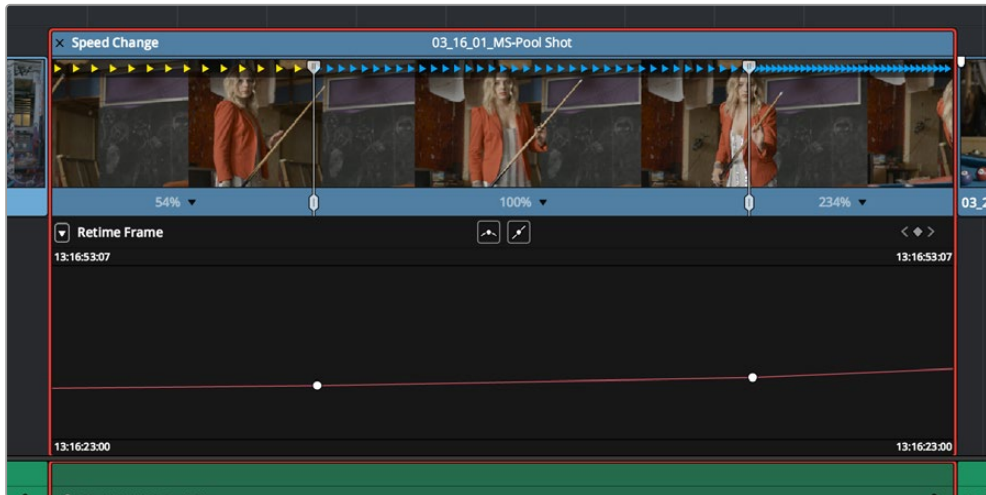 × Speed Change 03_16_01_MS-Pool Shot
54% 100% 234%
03_2
Retime Frame
13:16:53:07 13:16:53:07
13:16:23:00 13:16:23:00